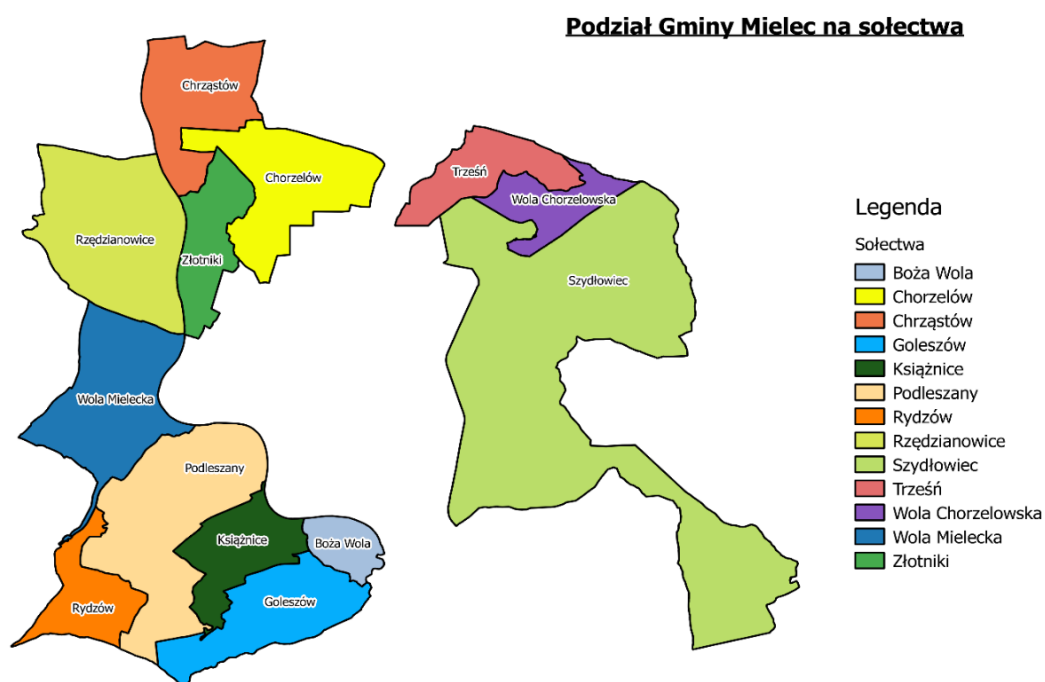 Podział Gminy Mielec na sołectwa
Chrząstów
Chorzelów
Trześń
Wola Chorzelowska
Rzędzianowice
Złotniki
Szydłowiec
Wola Mielecka
Podleszany
Książnice
Boża Wola
Goleszów
Rydzów
Legenda
Sołectwa
Boża Wola
Chorzelów
Chrząstów
Goleszów
Książnice
Podleszany
Rydzów
Rzędzianowice
Szydłowiec
Trześń
Wola Chorzelowska
Wola Mielecka
Złotniki